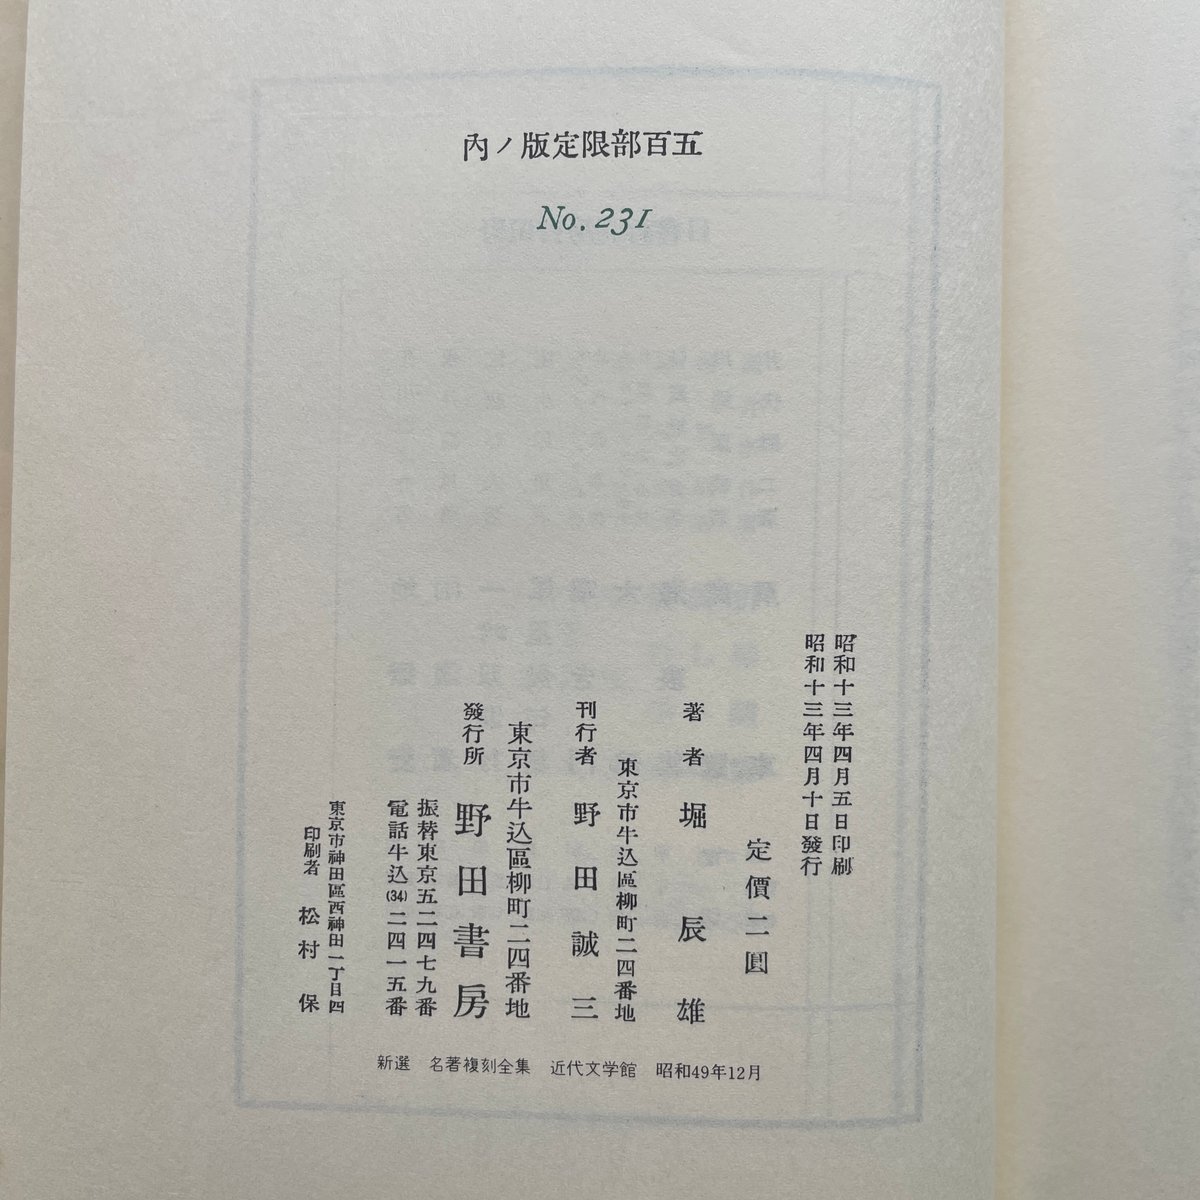 五百部限定版ノ內
No. 231
昭和十三年四月五日印刷
昭和十三年四月十日發行
定價二圓
著者 堀辰雄
東京市牛込區柳町二四番地
刊行者 野田誠三
東京市牛込區柳町二四番地
發行所 野田書房
振替東京五二四七九番
電話牛込(34)二四一五番
東京市神田區西神田一丁目四
印刷者 松村保
新選 名著複刻全集 近代文学館 昭和49年12月